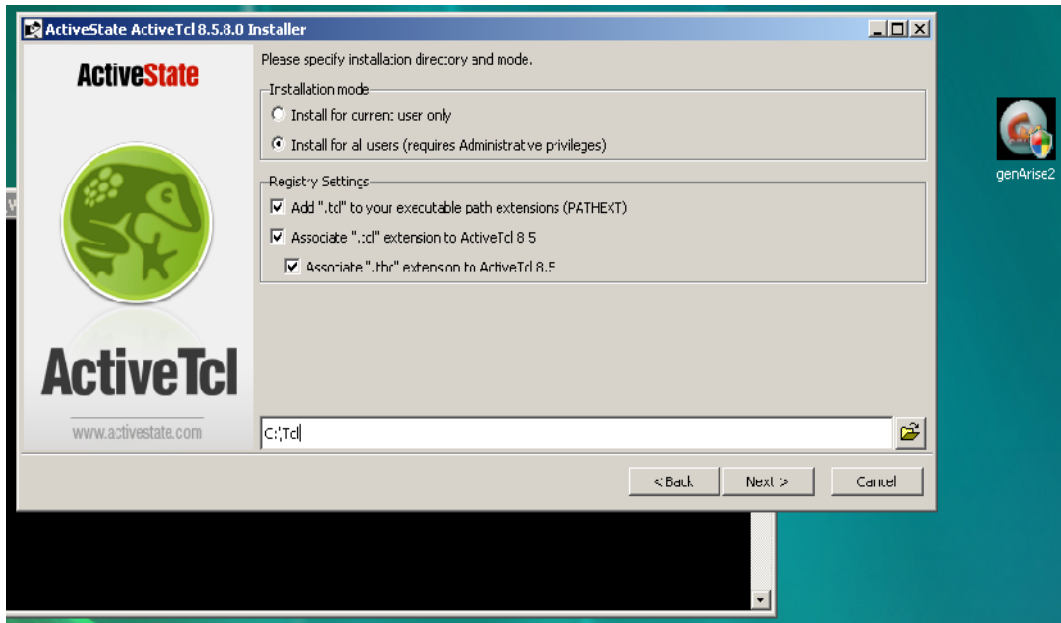 ActiveState ActiveTcl 8.5.8.0 Installer
ActiveState
Please specify installation directory and mode.
Installation mode
Install for current user only
Install for all users (requires Administrative privileges)
Registry Settings
Add ".tcl" to your executable path extensions (PATHEXT)
Associate ".tcl" extension to ActiveTcl 8.5
Associate ".tbc" extension to ActiveTcl 8.5
ActiveTcl
www.activestate.com
C:\Tcl
< Back
Next >
Cancel
genArise2